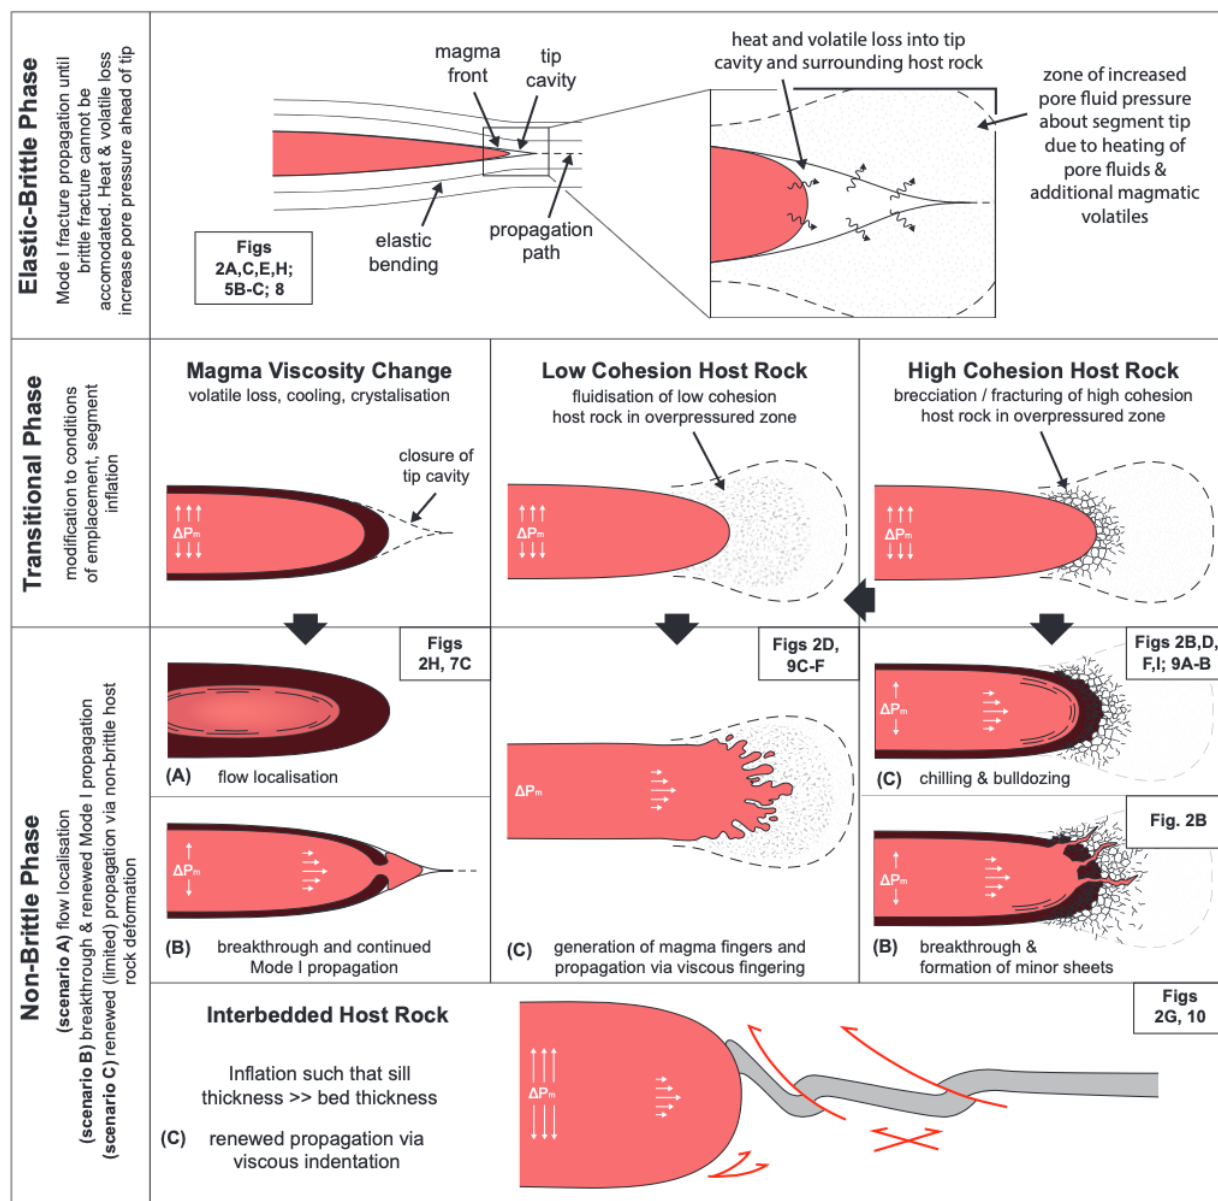 Elastic-Brittle Phase
Mode I fracture propagation until
brittle fracture cannot be
accomodated. Heat & volatile loss
increase pore pressure ahead of tip
magma
front
tip
cavity
elastic
bending
propagation
path
Figs
2A,C,E,H;
5B-C; 8
heat and volatile loss into tip
cavity and surrounding host rock
zone of increased
pore fluid pressure
about segment tip
due to heating of
pore fluids &
additional magmatic
volatiles
Transitional Phase
modification to conditions
of emplacement, segment
inflation
Magma Viscosity Change
volatile loss, cooling, crystalisation
closure of
tip cavity
ΔPm
Low Cohesion Host Rock
fluidisation of low cohesion
host rock in overpressured zone
ΔPm
High Cohesion Host Rock
brecciation / fracturing of high cohesion
host rock in overpressured zone
ΔPm
Non-Brittle Phase
(scenario A) flow localisation
(scenario B) breakthrough & renewed Mode I propagation
(scenario C) renewed (limited) propagation via non-brittle host
rock deformation
Figs
2H, 7C
(A) flow localisation
ΔPm
(B) breakthrough and continued
Mode I propagation
Figs 2D,
9C-F
ΔPm
(C) generation of magma fingers and
propagation via viscous fingering
Figs 2B,D,
F,I; 9A-B
ΔPm
(C) chilling & bulldozing
Fig. 2B
ΔPm
(B) breakthrough &
formation of minor sheets
Interbedded Host Rock
Inflation such that sill
thickness >> bed thickness
(C) renewed propagation via
viscous indentation
ΔPm
Figs
2G, 10